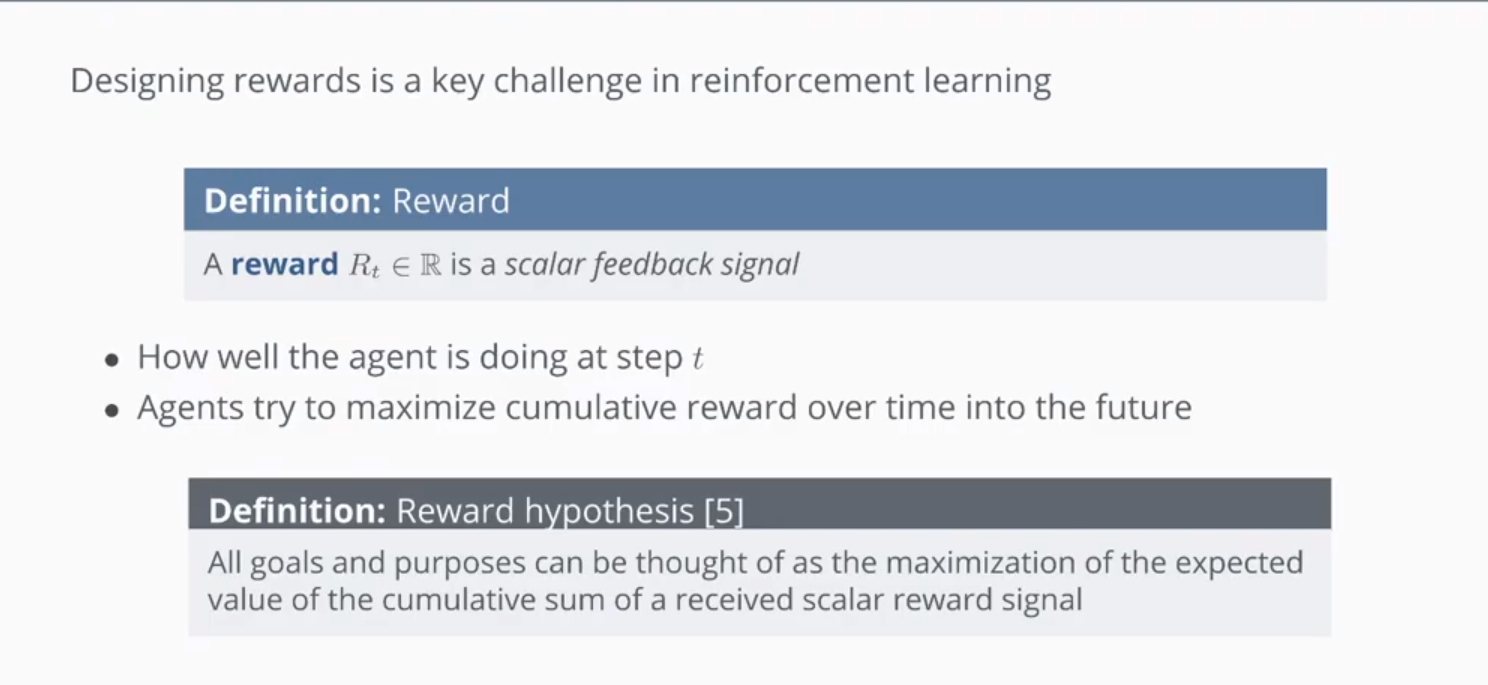 Designing rewards is a key challenge in reinforcement learning
Definition: Reward
A reward Rₜ ∈ ℝ is a scalar feedback signal
• How well the agent is doing at step t
• Agents try to maximize cumulative reward over time into the future
Definition: Reward hypothesis [5]
All goals and purposes can be thought of as the maximization of the expected
value of the cumulative sum of a received scalar reward signal